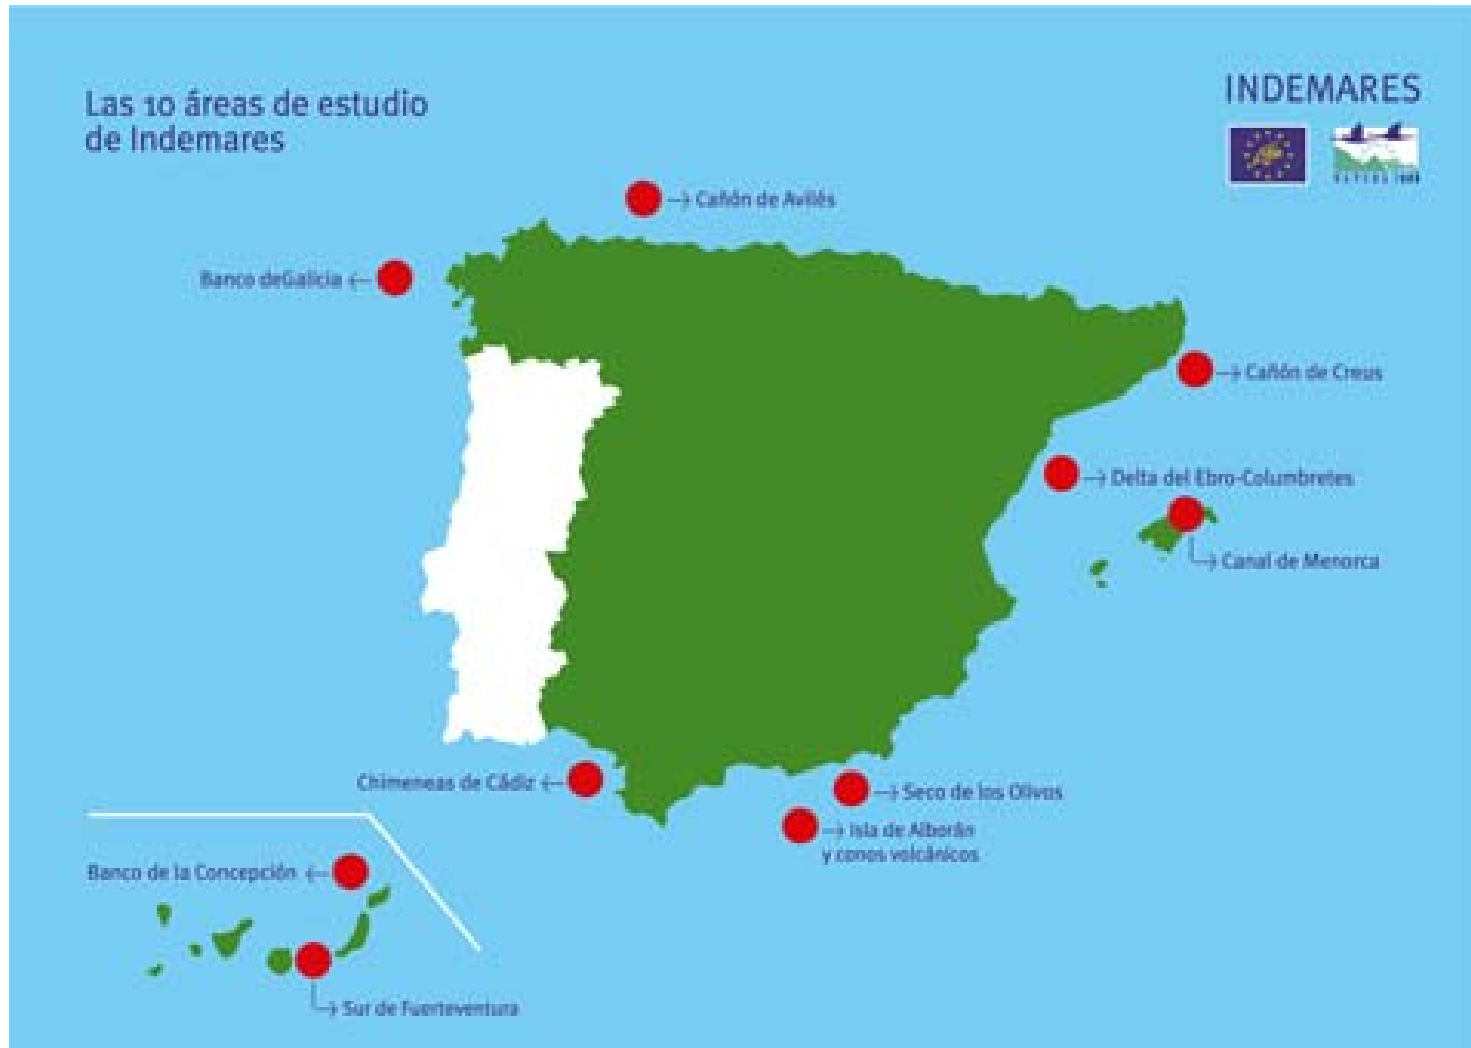 Las 10 áreas de estudio
de Indemares
INDEMARES
Cañón de Avilés
Banco deGalicia
Cañón de Creus
Delta del Ebro-Columbretes
Canal de Menorca
Chimeneas de Cádiz
Seco de los Olivos
Isla de Alborán
y conos volcánicos
Banco de la Concepción
Sur de Fuerteventura